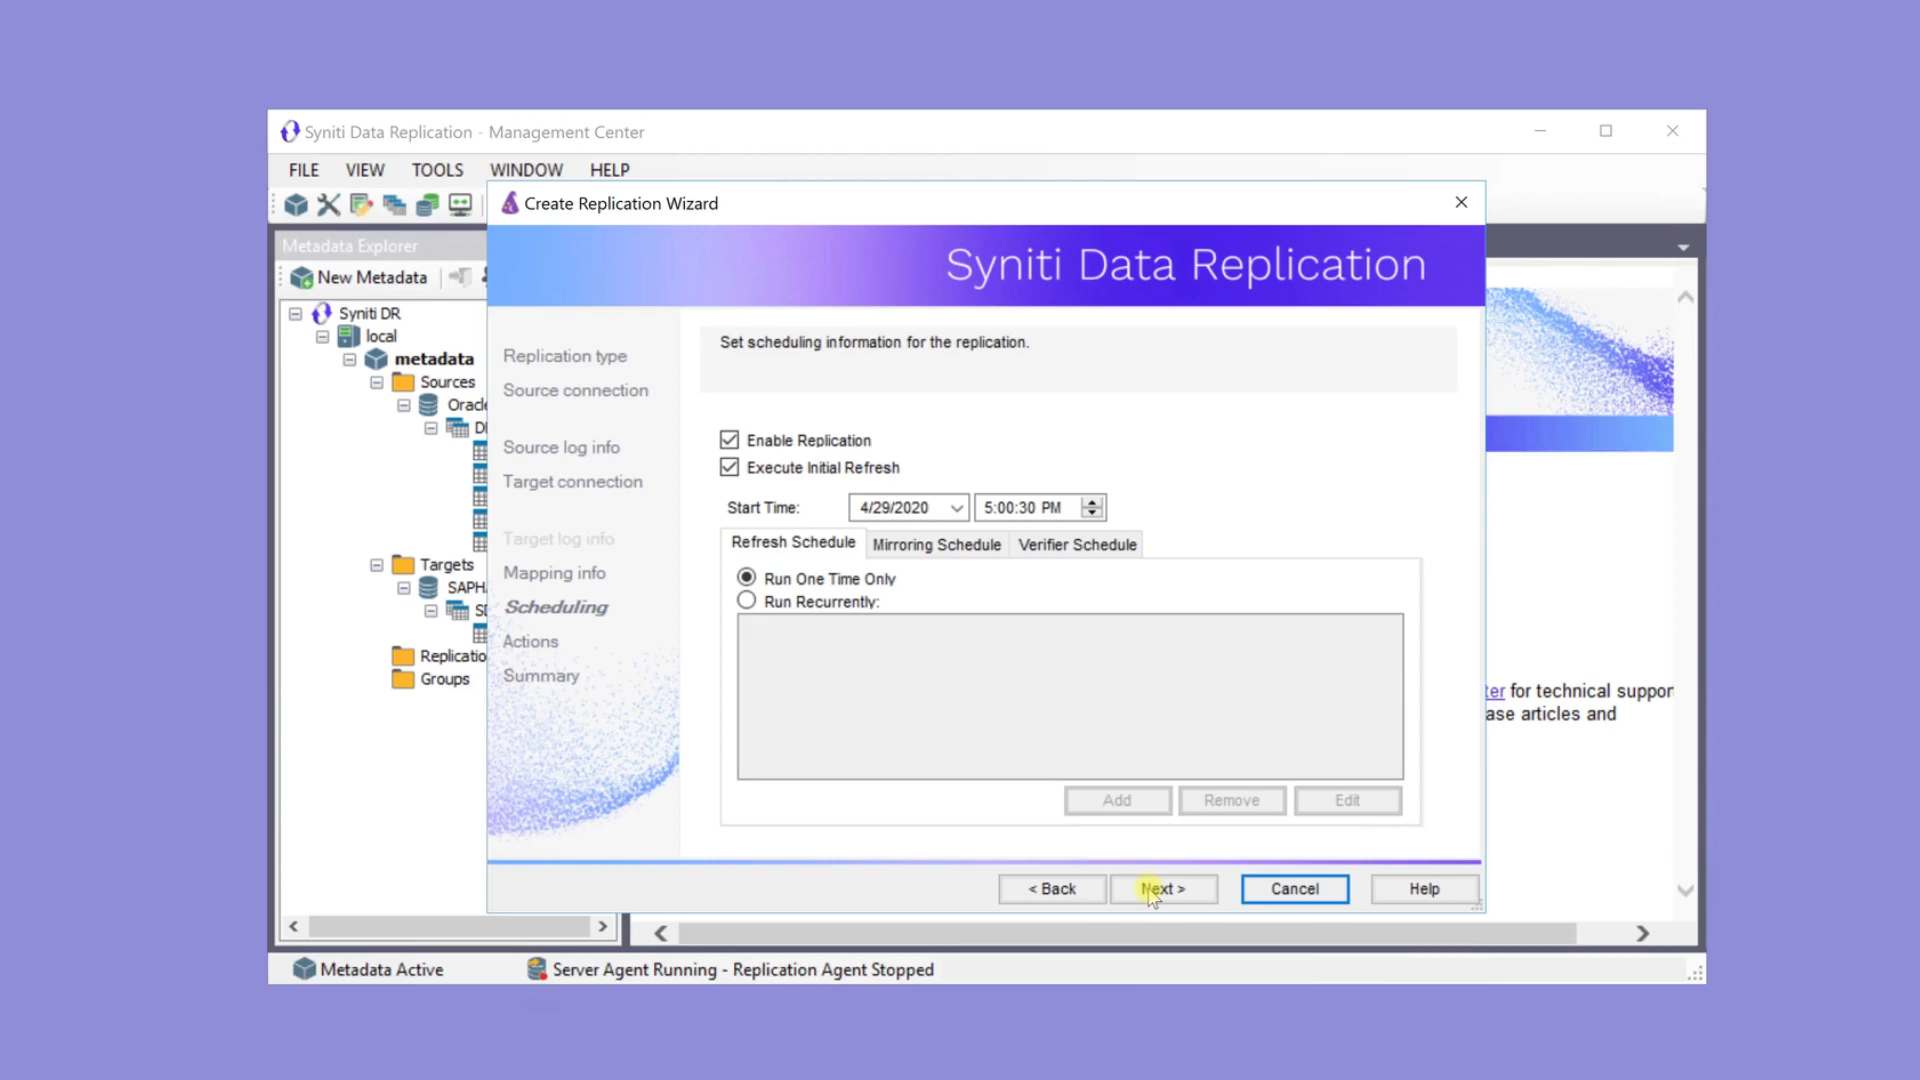 Syniti Data Replication - Management Center
FILE VIEW TOOLS WINDOW HELP
Create Replication Wizard
Metadata Explorer
New Metadata
Syniti Data Replication
Syniti DR
local
metadata
Sources
Targets
Groups
Replication type
Source connection
Source log info
Target connection
Target log info
Mapping info
Scheduling
Actions
Summary
Set scheduling information for the replication.
Enable Replication
Execute Initial Refresh
Start Time: 4/29/2020 5:00:30 PM
Refresh Schedule Mirroring Schedule Verifier Schedule
Run One Time Only
Run Recurrently:
Add Remove Edit
< Back Next > Cancel Help
for technical
articles and
Metadata Active
Server Agent Running - Replication Agent Stopped